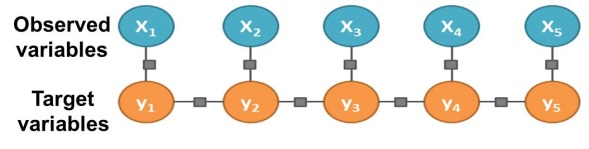 Observed
variables
X₁ X₂ X₃ X₄ X₅
Target
variables
y₁ y₂ y₃ y₄ y₅